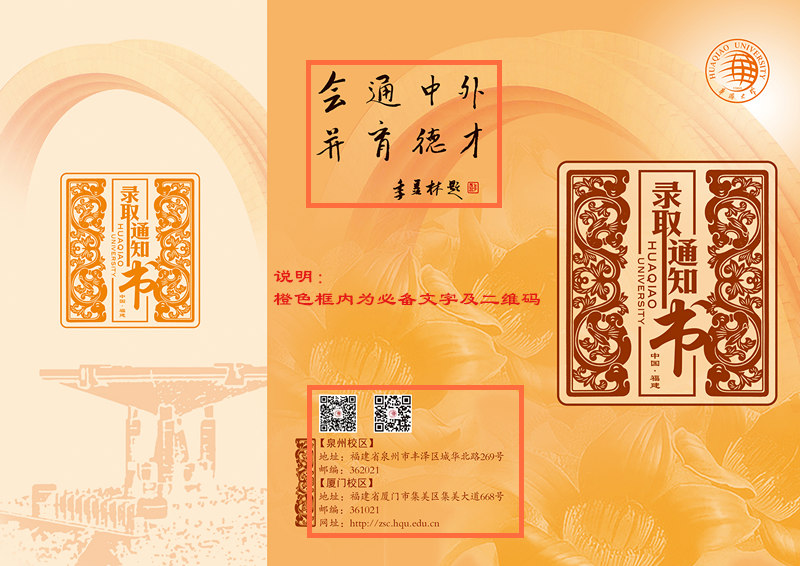 录取通知书
HUAQIAO
UNIVERSITY
中国·福建
会通中外
并育德才
季羡林题
说明:
橙色框内为必备文字及二维码
【泉州校区】
地址：福建省泉州市丰泽区城华北路269号
邮编：362021
【厦门校区】
地址：福建省厦门市集美区集美大道668号
邮编：361021
网址：http://zsc.hqu.edu.cn
HUAQIAO UNIVERSITY
华侨大学
录取通知书
HUAQIAO
UNIVERSITY
中国·福建